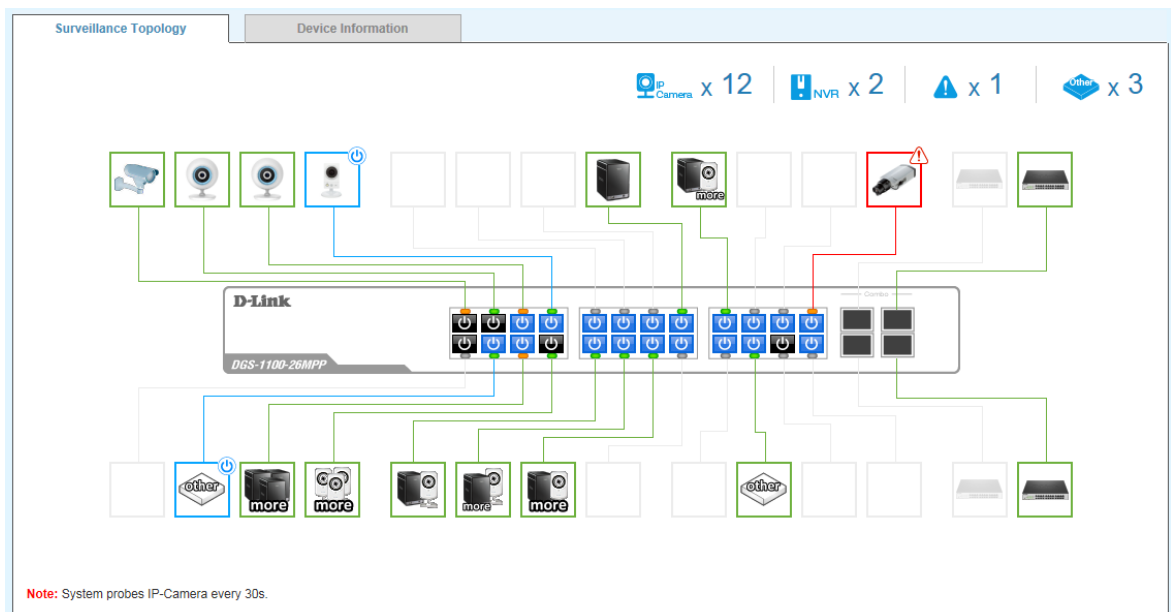 Surveillance Topology
Device Information
IP Camera x 12
NVR x 2
x 1
other x 3
more
Combo
D-Link
DGS-1100-26MPP
other
more
more
more
more
other
Note: System probes IP-Camera every 30s.